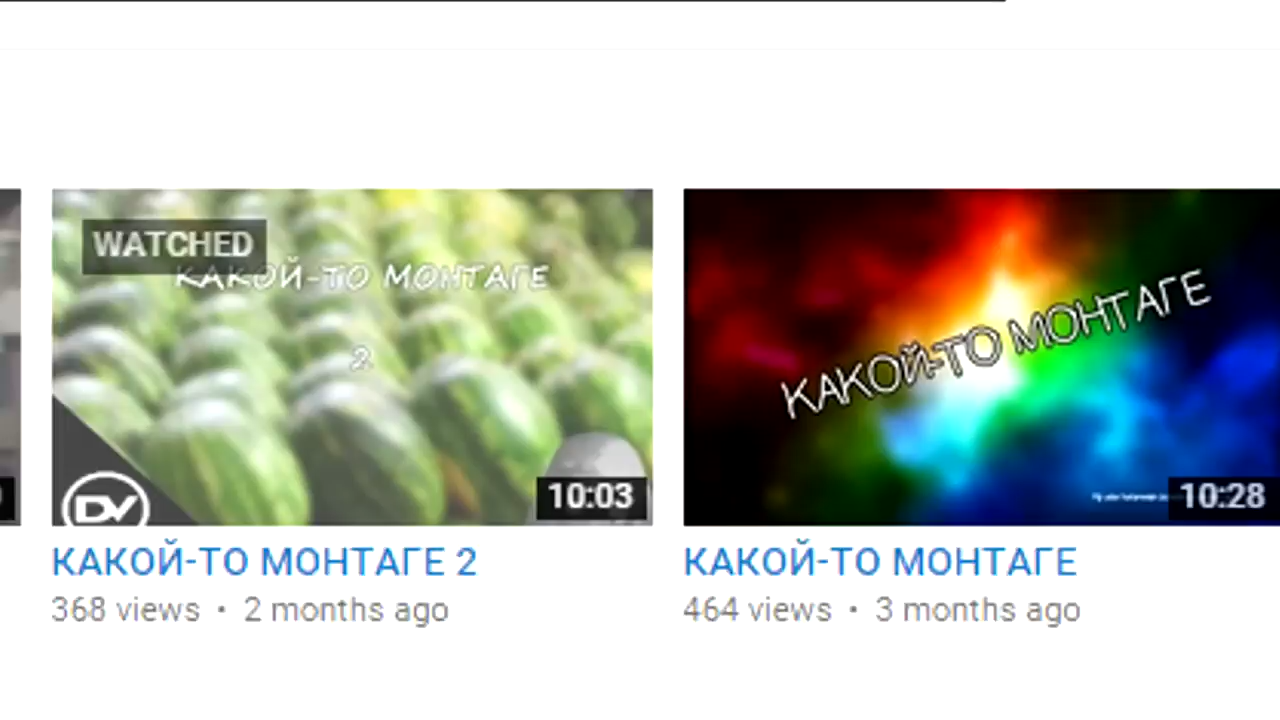 WATCHED
КАКОЙ-ТО МОНТАГЕ
2
DV
10:03
КАКОЙ-ТО МОНТАГЕ
10:28
КАКОЙ-ТО МОНТАГЕ 2
368 views • 2 months ago
КАКОЙ-ТО МОНТАГЕ
464 views • 3 months ago